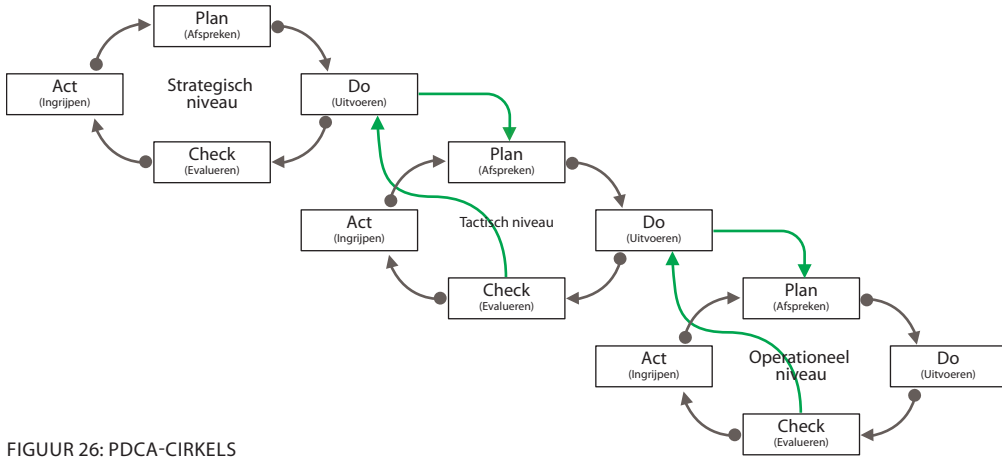 Plan
(Afspreken)
Act
(Ingrijpen)
Strategisch
niveau
Do
(Uitvoeren)
Check
(Evalueren)
Plan
(Afspreken)
Act
(Ingrijpen)
Tactisch niveau
Do
(Uitvoeren)
Check
(Evalueren)
Plan
(Afspreken)
Act
(Ingrijpen)
Operationeel
niveau
Do
(Uitvoeren)
Check
(Evalueren)
FIGUUR 26: PDCA-CIRKELS